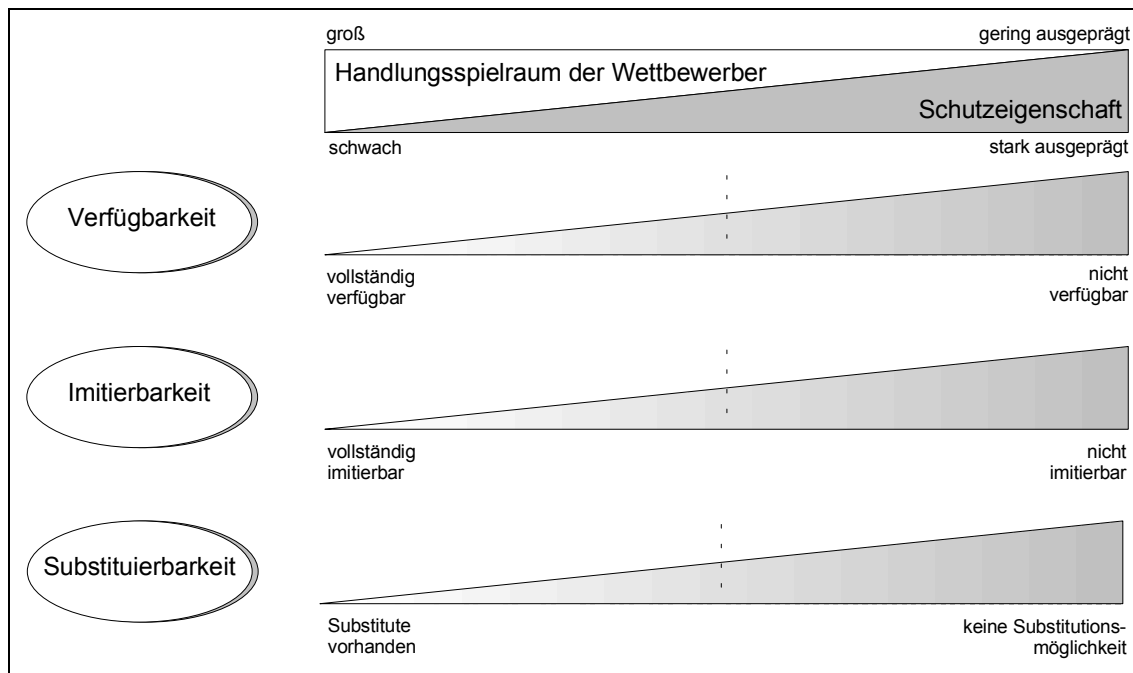 groß
gering ausgeprägt
Handlungsspielraum der Wettbewerber
Schutzeigenschaft
schwach
stark ausgeprägt
Verfügbarkeit
vollständig
verfügbar
nicht
verfügbar
Imitierbarkeit
vollständig
imitierbar
nicht
imitierbar
Substituierbarkeit
Substitute
vorhanden
keine Substitutions-
möglichkeit